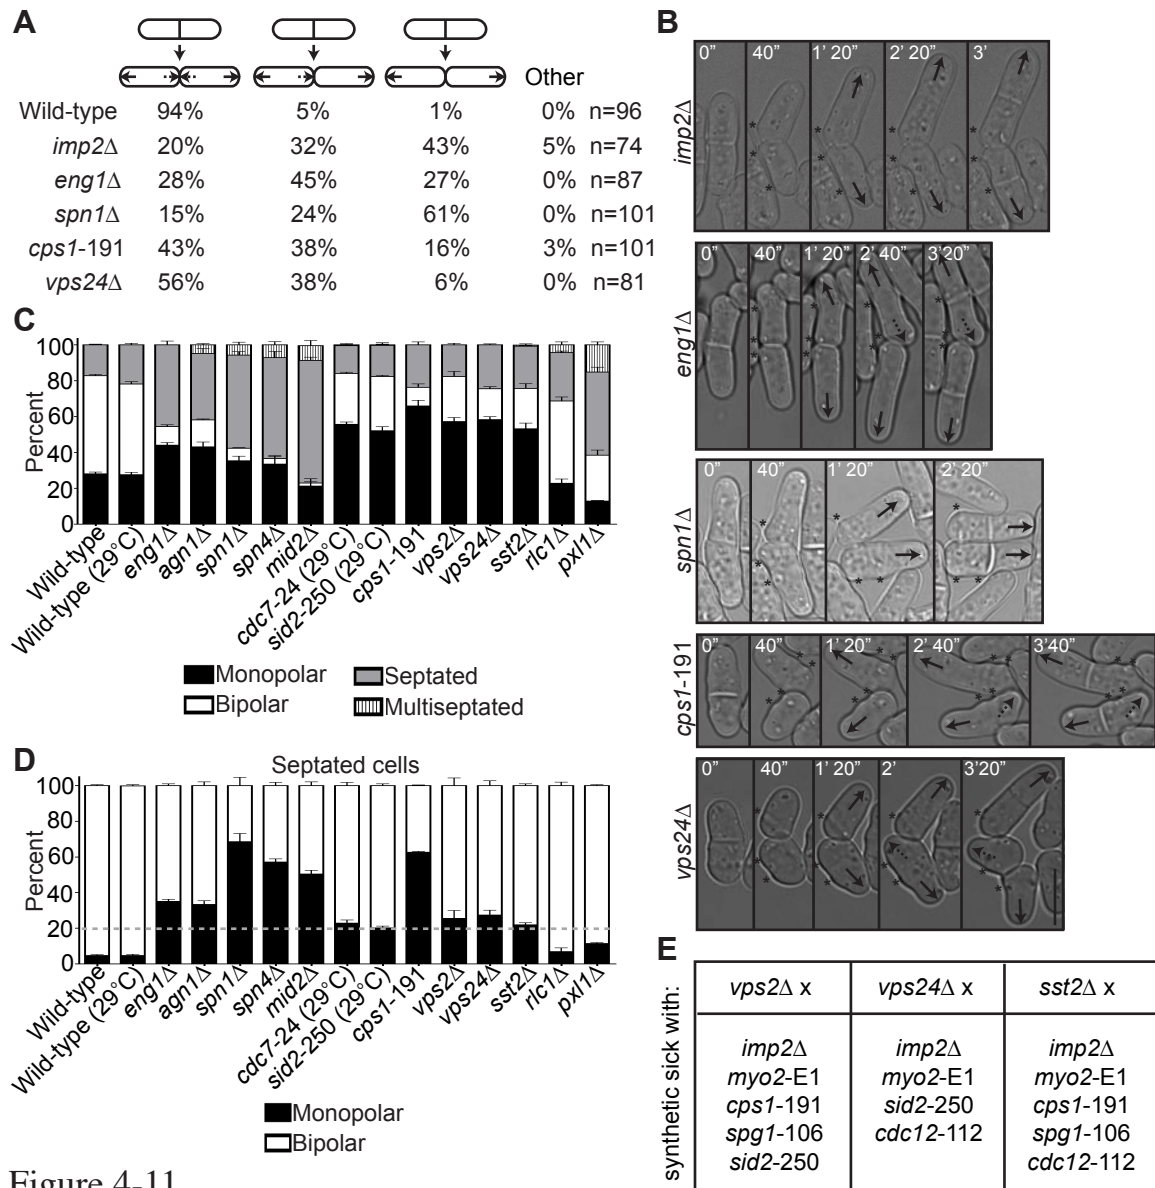 A
Other
Wild-type 94% 5% 1% 0% n=96
imp2Δ 20% 32% 43% 5% n=74
eng1Δ 28% 45% 27% 0% n=87
spn1Δ 15% 24% 61% 0% n=101
cps1-191 43% 38% 16% 3% n=101
vps24Δ 56% 38% 6% 0% n=81
B
imp2Δ
0" 40" 1' 20" 2' 20" 3'
eng1Δ
0" 40" 1' 20" 2' 40" 3'20"
spn1Δ
0" 40" 1' 20" 2' 20"
cps1-191
0" 40" 1' 20" 2' 40" 3'40"
vps24Δ
0" 40" 1' 20" 2' 3'20"
C
Percent
100
80
60
40
20
0
Wild-type
Wild-type (29°C)
eng1Δ
agn1Δ
spn1Δ
spn4Δ
mid2Δ
cdc7-24 (29°C)
sid2-250 (29°C)
cps1-191
vps2Δ
vps24Δ
sst2Δ
rlc1Δ
pxl1Δ
Monopolar
Bipolar
Septated
Multiseptated
D
Septated cells
Percent
100
80
60
40
20
0
Wild-type
Wild-type (29°C)
eng1Δ
agn1Δ
spn1Δ
spn4Δ
mid2Δ
cdc7-24 (29°C)
sid2-250 (29°C)
cps1-191
vps2Δ
vps24Δ
sst2Δ
rlc1Δ
pxl1Δ
Monopolar
Bipolar
E
synthetic sick with:
vps2Δ x vps24Δ x sst2Δ x
imp2Δ imp2Δ imp2Δ
myo2-E1 myo2-E1 myo2-E1
cps1-191 sid2-250 cps1-191
spg1-106 cdc12-112 spg1-106
sid2-250 cdc12-112
Figure 4-11